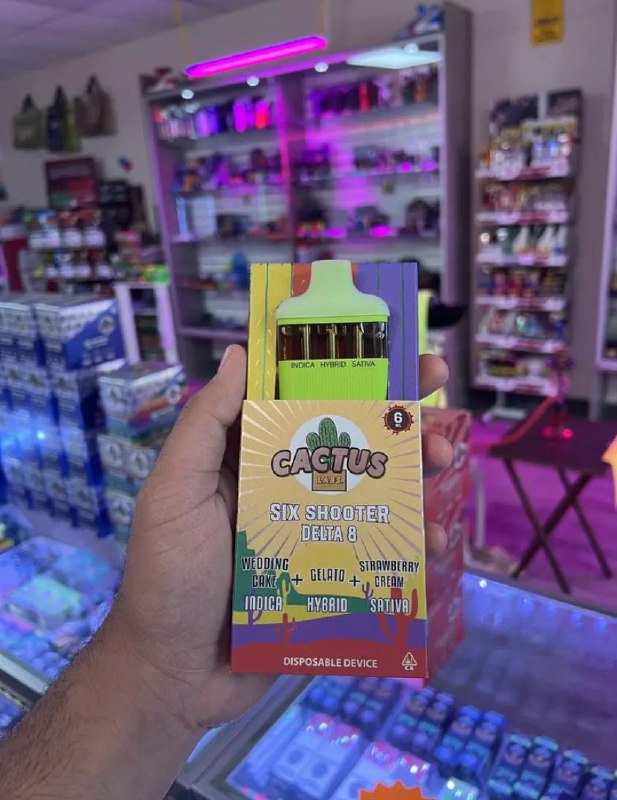 INDICA HYBRID SATIVA
6
CACTUS
LABS
SIX SHOOTER
DELTA 8
WEDDING CAKE + GELATO + STRAWBERRY CREAM
INDICA HYBRID SATIVA
DISPOSABLE DEVICE
CA